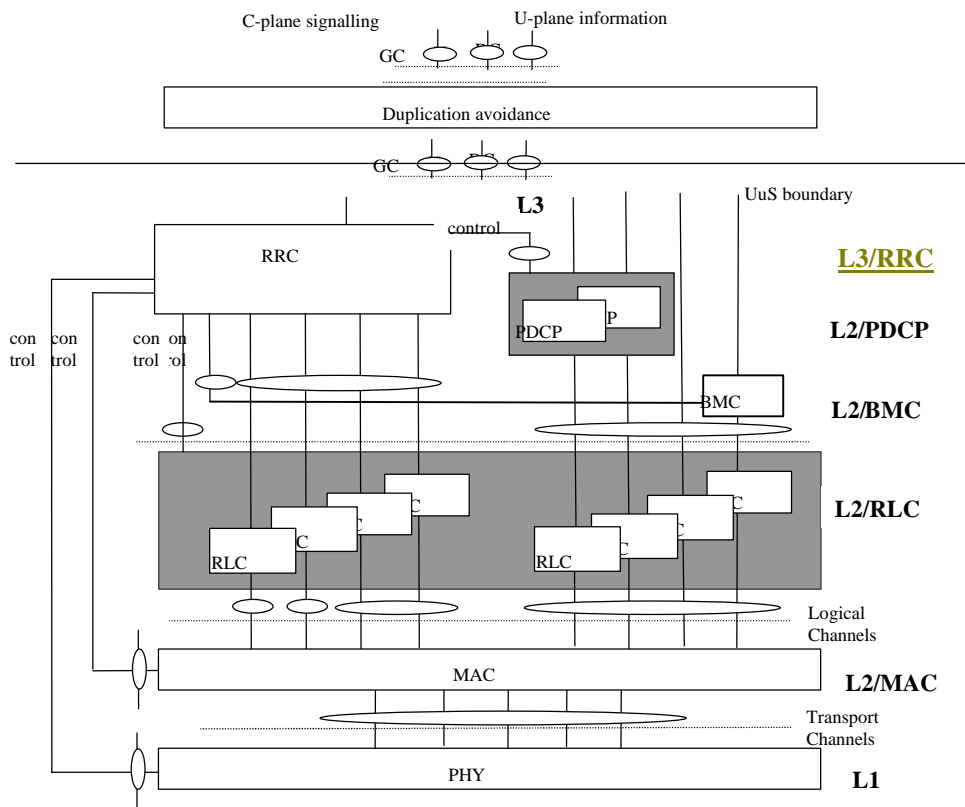 C-plane signalling
U-plane information
GC
Duplication avoidance
GC
L3
control
UuS boundary
RRC
L3/RRC
con
trol
con
trol
con
trol
on
trol
P
PDCP
L2/PDCP
BMC
L2/BMC
C
C
C
RLC
C
C
C
RLC
L2/RLC
Logical
Channels
MAC
L2/MAC
Transport
Channels
PHY
L1